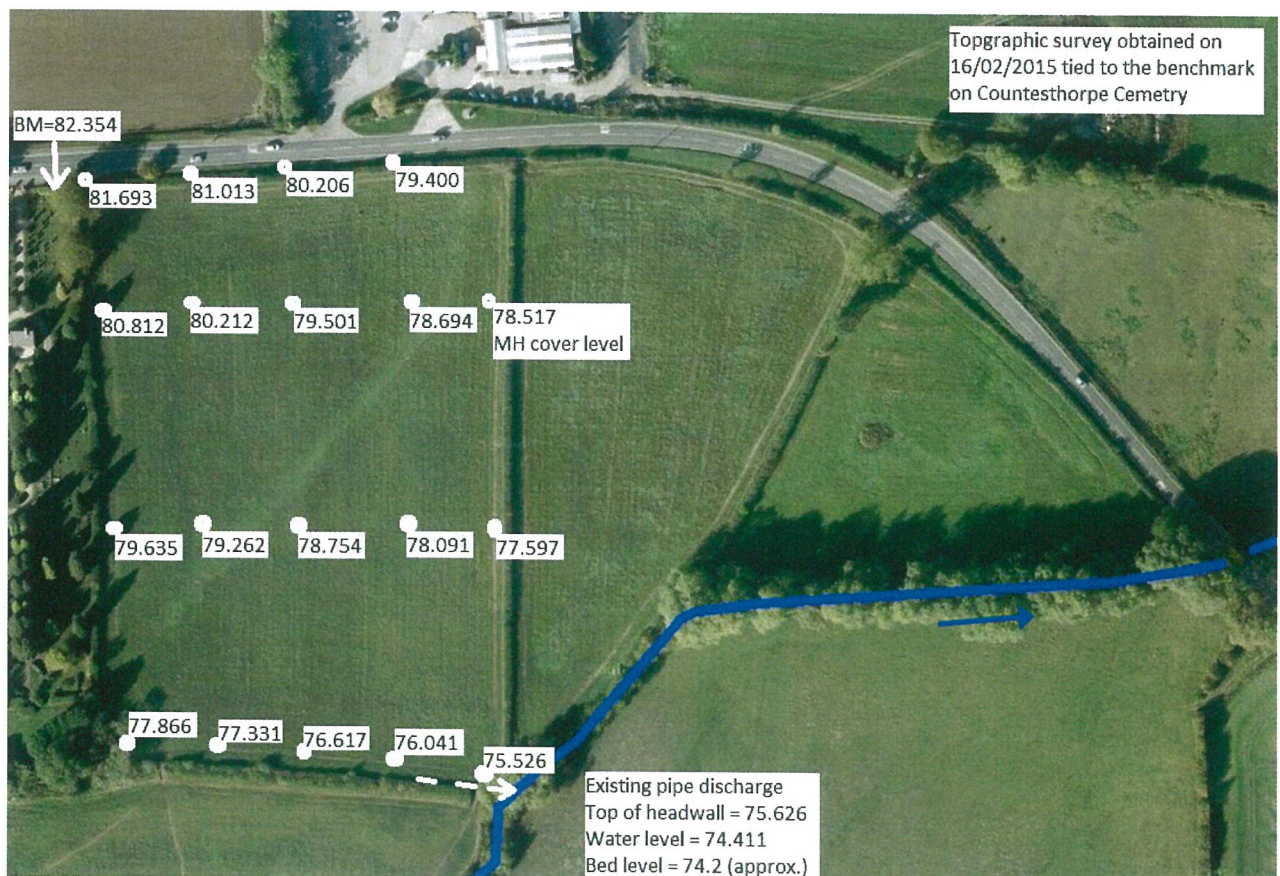 Topgraphic survey obtained on
16/02/2015 tied to the benchmark
on Countesthorpe Cemetry
BM=82.354
81.693
81.013
80.206
79.400
80.812
80.212
79.501
78.694
78.517
MH cover level
79.635
79.262
78.754
78.091
77.597
77.866
77.331
76.617
76.041
75.526
Existing pipe discharge
Top of headwall = 75.626
Water level = 74.411
Bed level = 74.2 (approx.)